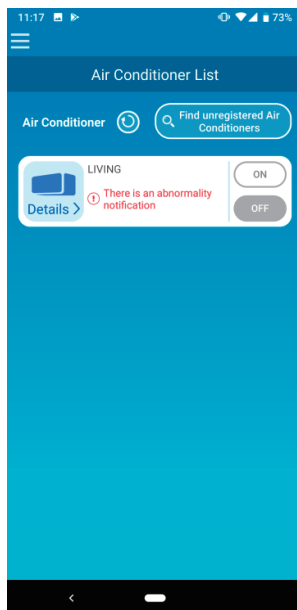 11:17
73%
Air Conditioner List
Air Conditioner
Find unregistered Air
Conditioners
LIVING
There is an abnormality
notification
Details >
ON
OFF